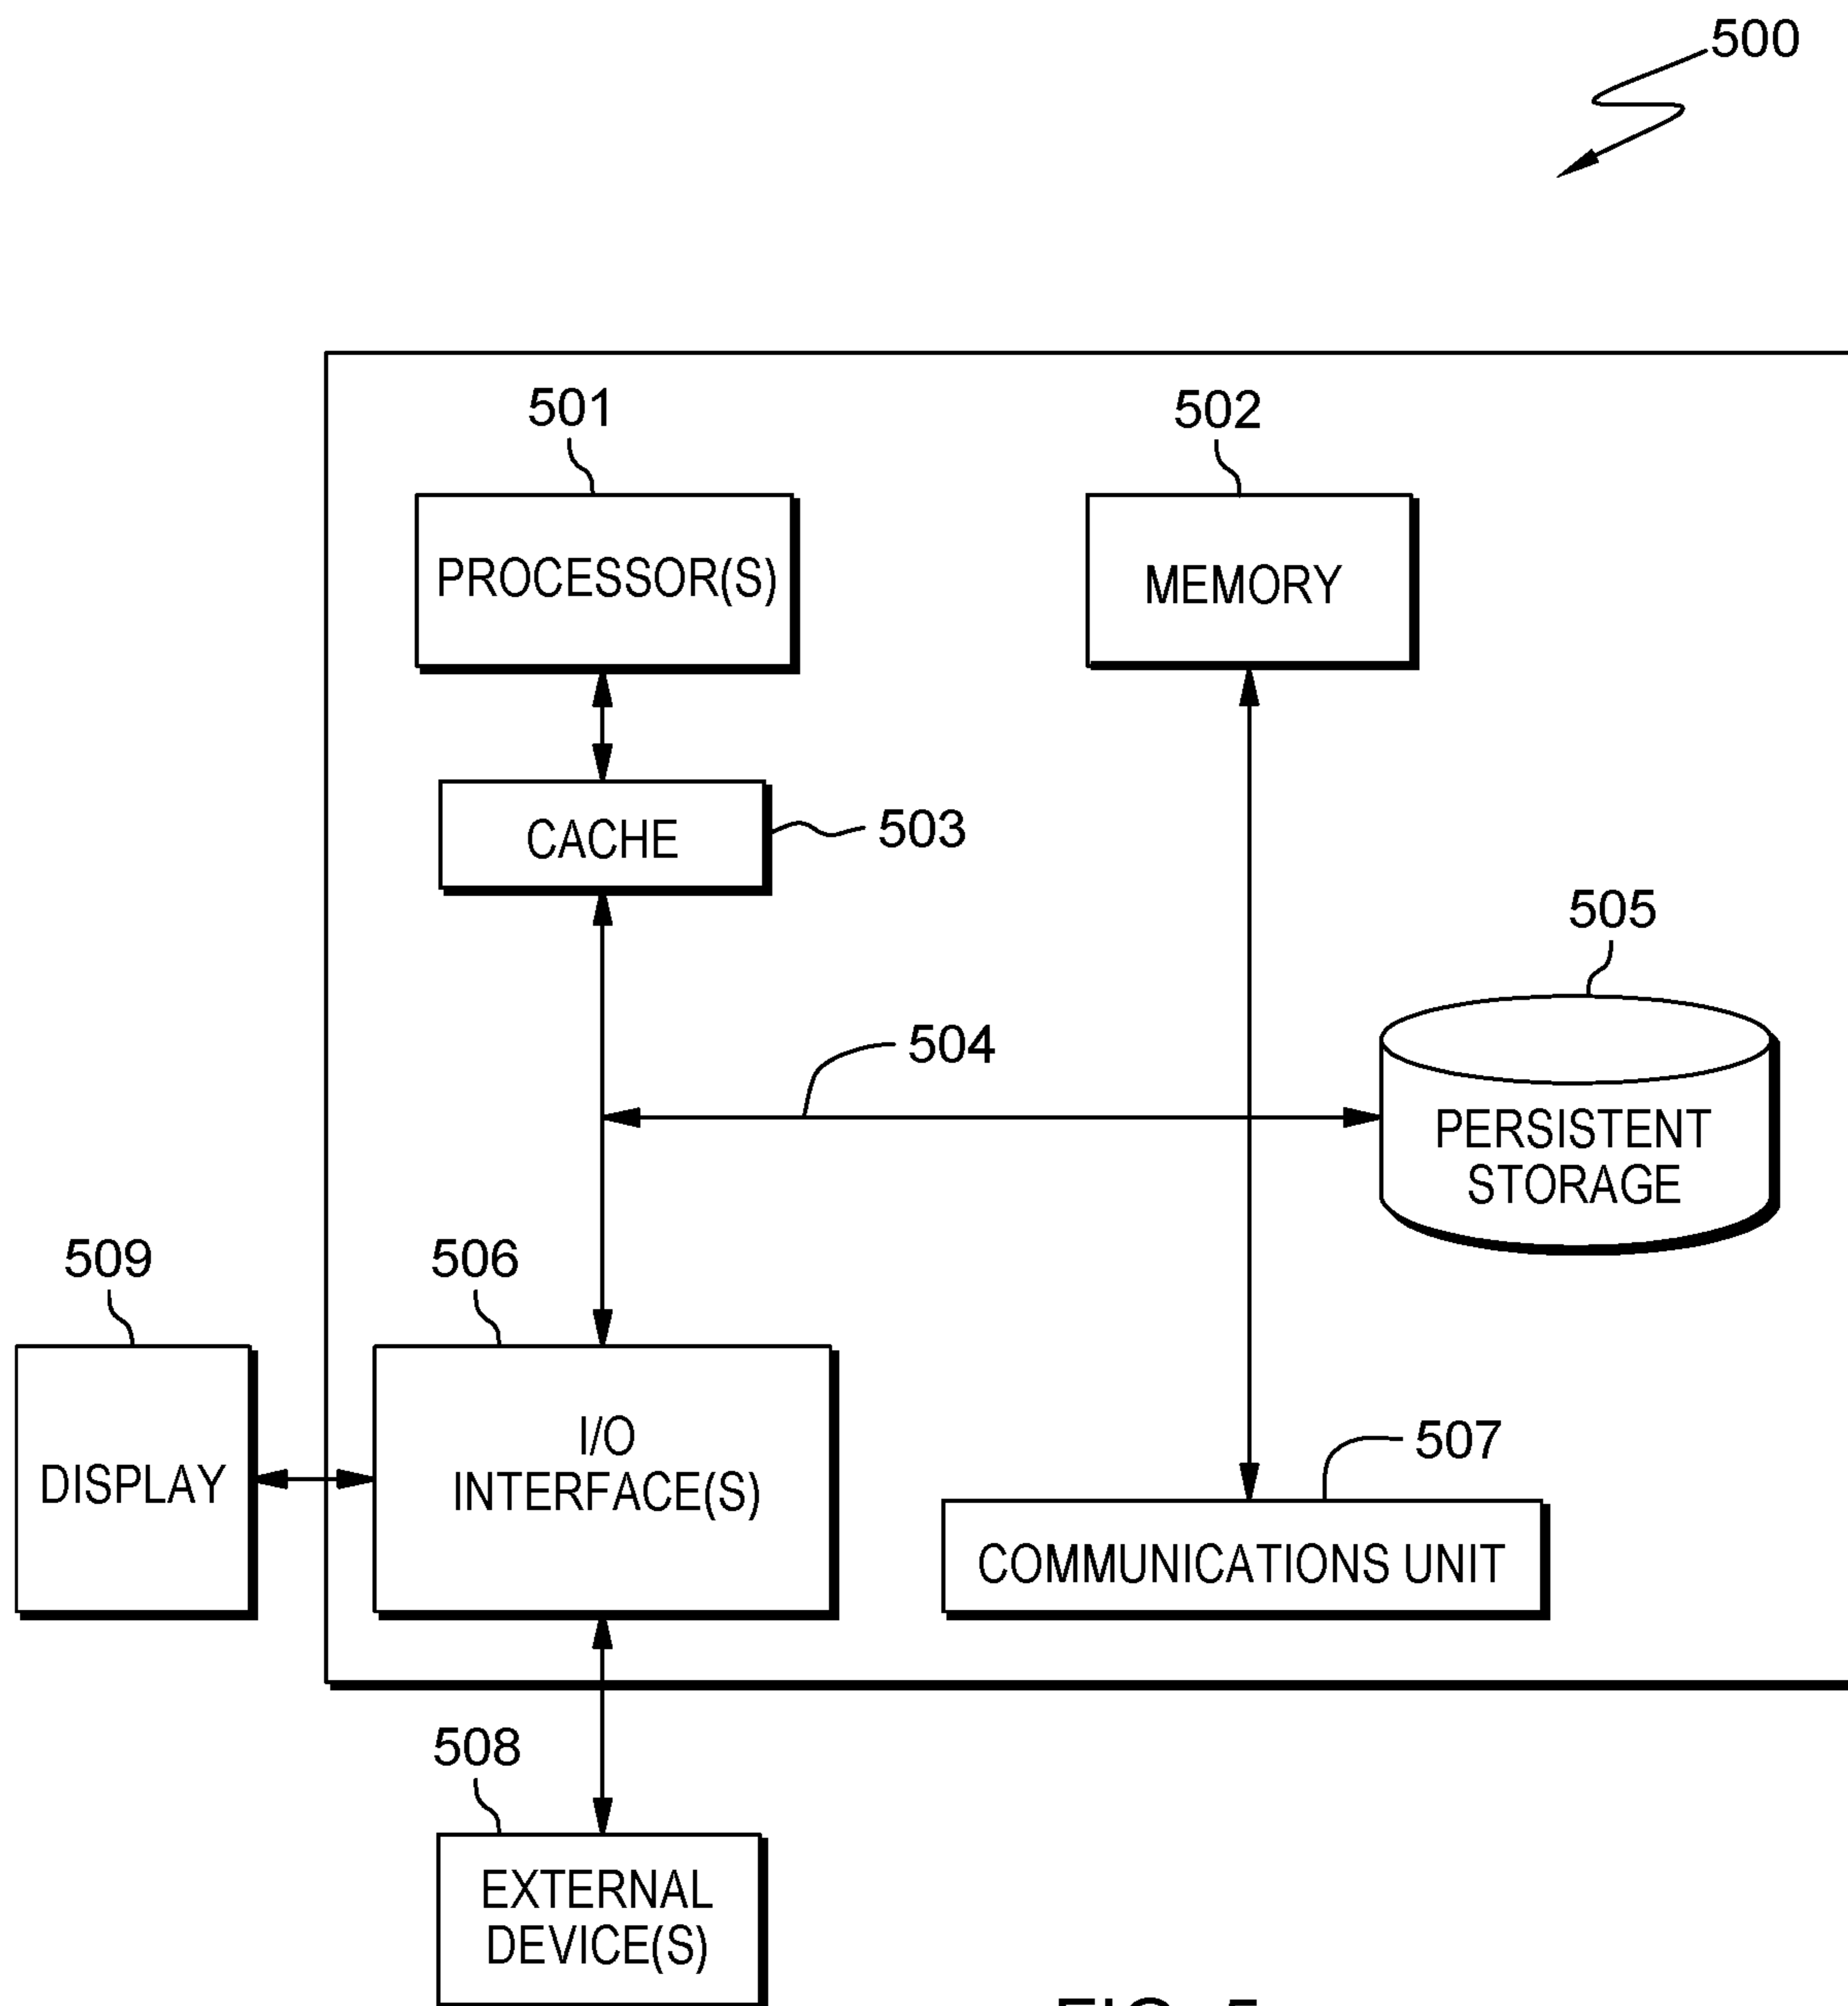 500
501
502
PROCESSOR(S)
MEMORY
CACHE
503
505
504
PERSISTENT
STORAGE
509
506
I/O
INTERFACE(S)
DISPLAY
507
COMMUNICATIONS UNIT
508
EXTERNAL
DEVICE(S)